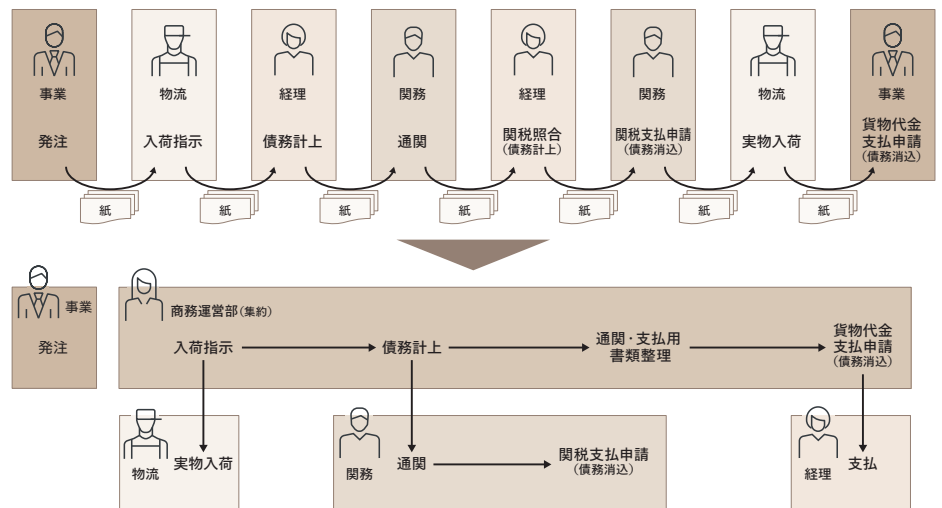 事業
物流
経理
関務
経理
関務
物流
事業
発注
入荷指示
債務計上
通関
関税照合
（債務計上）
関税支払申請
（債務消込）
実物入荷
貨物代金
支払申請
（債務消込）
紙
紙
紙
紙
紙
紙
紙
事業
発注
商務運営部（集約）
入荷指示
債務計上
通関・支払用
書類整理
貨物代金
支払申請
（債務消込）
物流
実物入荷
関務
通関
関税支払申請
（債務消込）
経理
支払